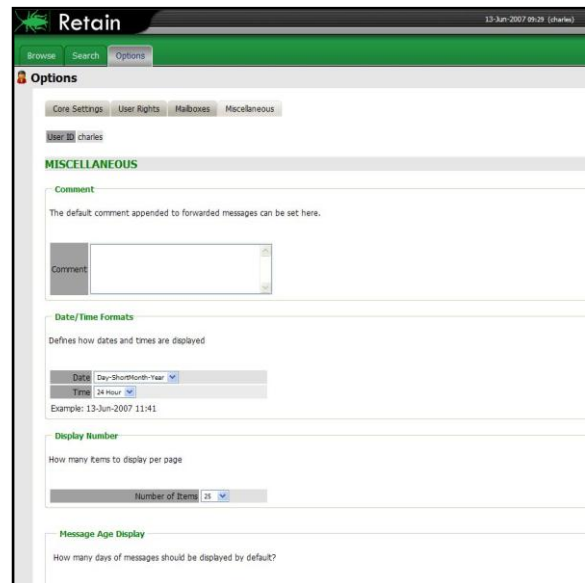 Retain
13-Jun-2007 09:29 (charles)
Browse Search Options
Options
Core Settings User Rights Mailboxes Miscellaneous
User ID charles
MISCELLANEOUS
Comment
The default comment appended to forwarded messages can be set here.
Comment
Date/Time Formats
Defines how dates and times are displayed
Date Day-ShortMonth-Year
Time 24 Hour
Example: 13-Jun-2007 11:41
Display Number
How many items to display per page
Number of Items 25
Message Age Display
How many days of messages should be displayed by default?